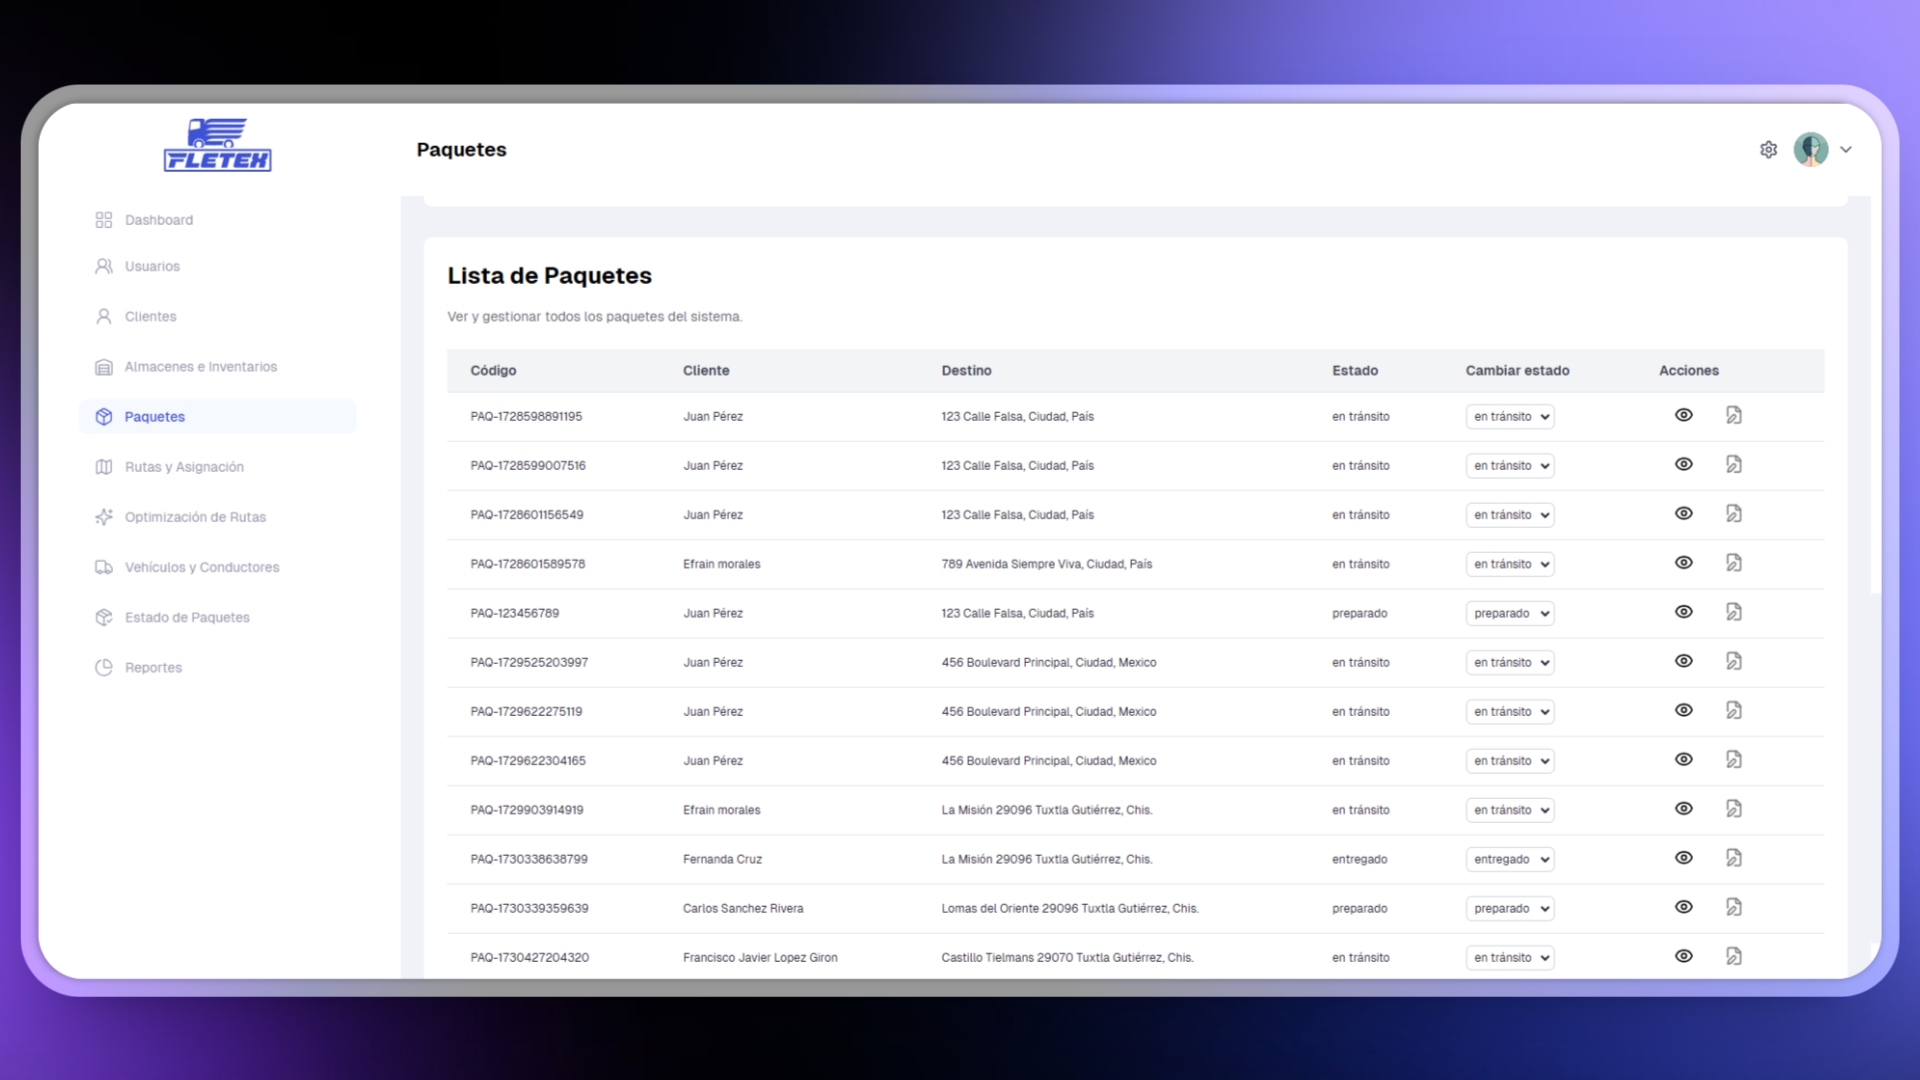 FLETEX
Paquetes
Dashboard
Usuarios
Clientes
Almacenes e Inventarios
Paquetes
Rutas y Asignación
Optimización de Rutas
Vehículos y Conductores
Estado de Paquetes
Reportes
Lista de Paquetes
Ver y gestionar todos los paquetes del sistema.
Código Cliente Destino Estado Cambiar estado Acciones
PAQ-1728598891195 Juan Pérez 123 Calle Falsa, Ciudad, País en tránsito en tránsito
PAQ-1728599007516 Juan Pérez 123 Calle Falsa, Ciudad, País en tránsito en tránsito
PAQ-1728601156549 Juan Pérez 123 Calle Falsa, Ciudad, País en tránsito en tránsito
PAQ-1728601589578 Efrain morales 789 Avenida Siempre Viva, Ciudad, País en tránsito en tránsito
PAQ-123456789 Juan Pérez 123 Calle Falsa, Ciudad, País preparado preparado
PAQ-1729525203997 Juan Pérez 456 Boulevard Principal, Ciudad, Mexico en tránsito en tránsito
PAQ-1729622275119 Juan Pérez 456 Boulevard Principal, Ciudad, Mexico en tránsito en tránsito
PAQ-1729622304165 Juan Pérez 456 Boulevard Principal, Ciudad, Mexico en tránsito en tránsito
PAQ-1729903914919 Efrain morales La Misión 29096 Tuxtla Gutiérrez, Chis. en tránsito en tránsito
PAQ-1730338638799 Fernanda Cruz La Misión 29096 Tuxtla Gutiérrez, Chis. entregado entregado
PAQ-1730339359639 Carlos Sanchez Rivera Lomas del Oriente 29096 Tuxtla Gutiérrez, Chis. preparado preparado
PAQ-1730427204320 Francisco Javier Lopez Giron Castillo Tielmans 29070 Tuxtla Gutiérrez, Chis. en tránsito en tránsito